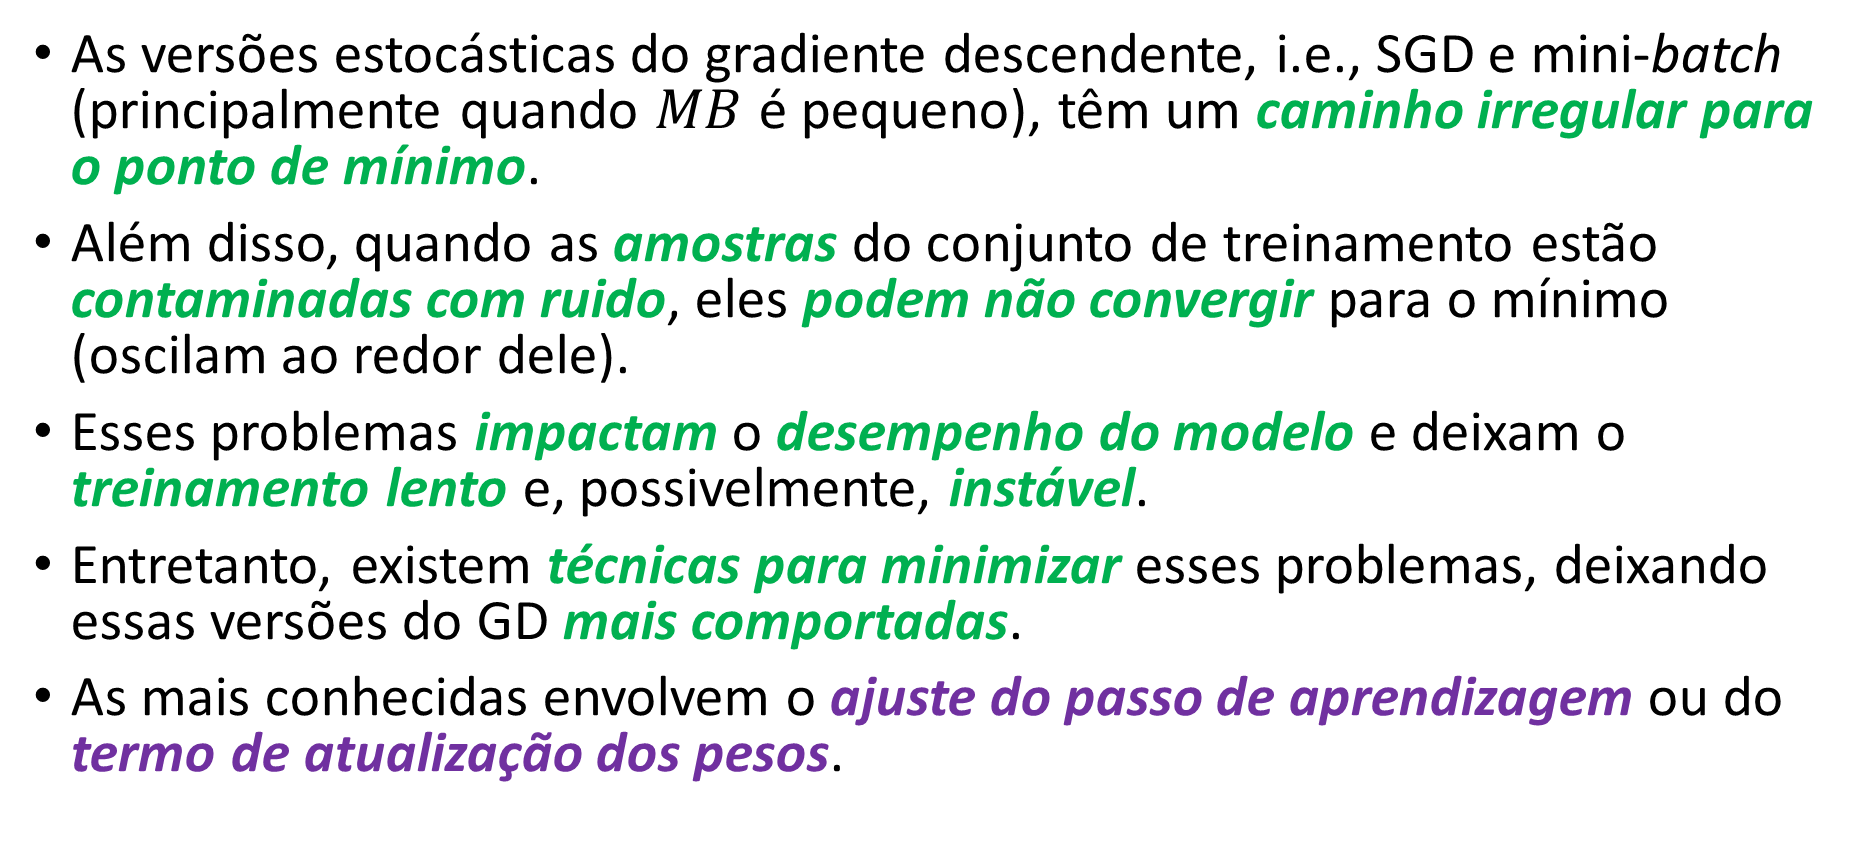 • As versões estocásticas do gradiente descendente, i.e., SGD e mini-batch
(principalmente quando MB é pequeno), têm um caminho irregular para
o ponto de mínimo.
• Além disso, quando as amostras do conjunto de treinamento estão
contaminadas com ruido, eles podem não convergir para o mínimo
(oscilam ao redor dele).
• Esses problemas impactam o desempenho do modelo e deixam o
treinamento lento e, possivelmente, instável.
• Entretanto, existem técnicas para minimizar esses problemas, deixando
essas versões do GD mais comportadas.
• As mais conhecidas envolvem o ajuste do passo de aprendizagem ou do
termo de atualização dos pesos.